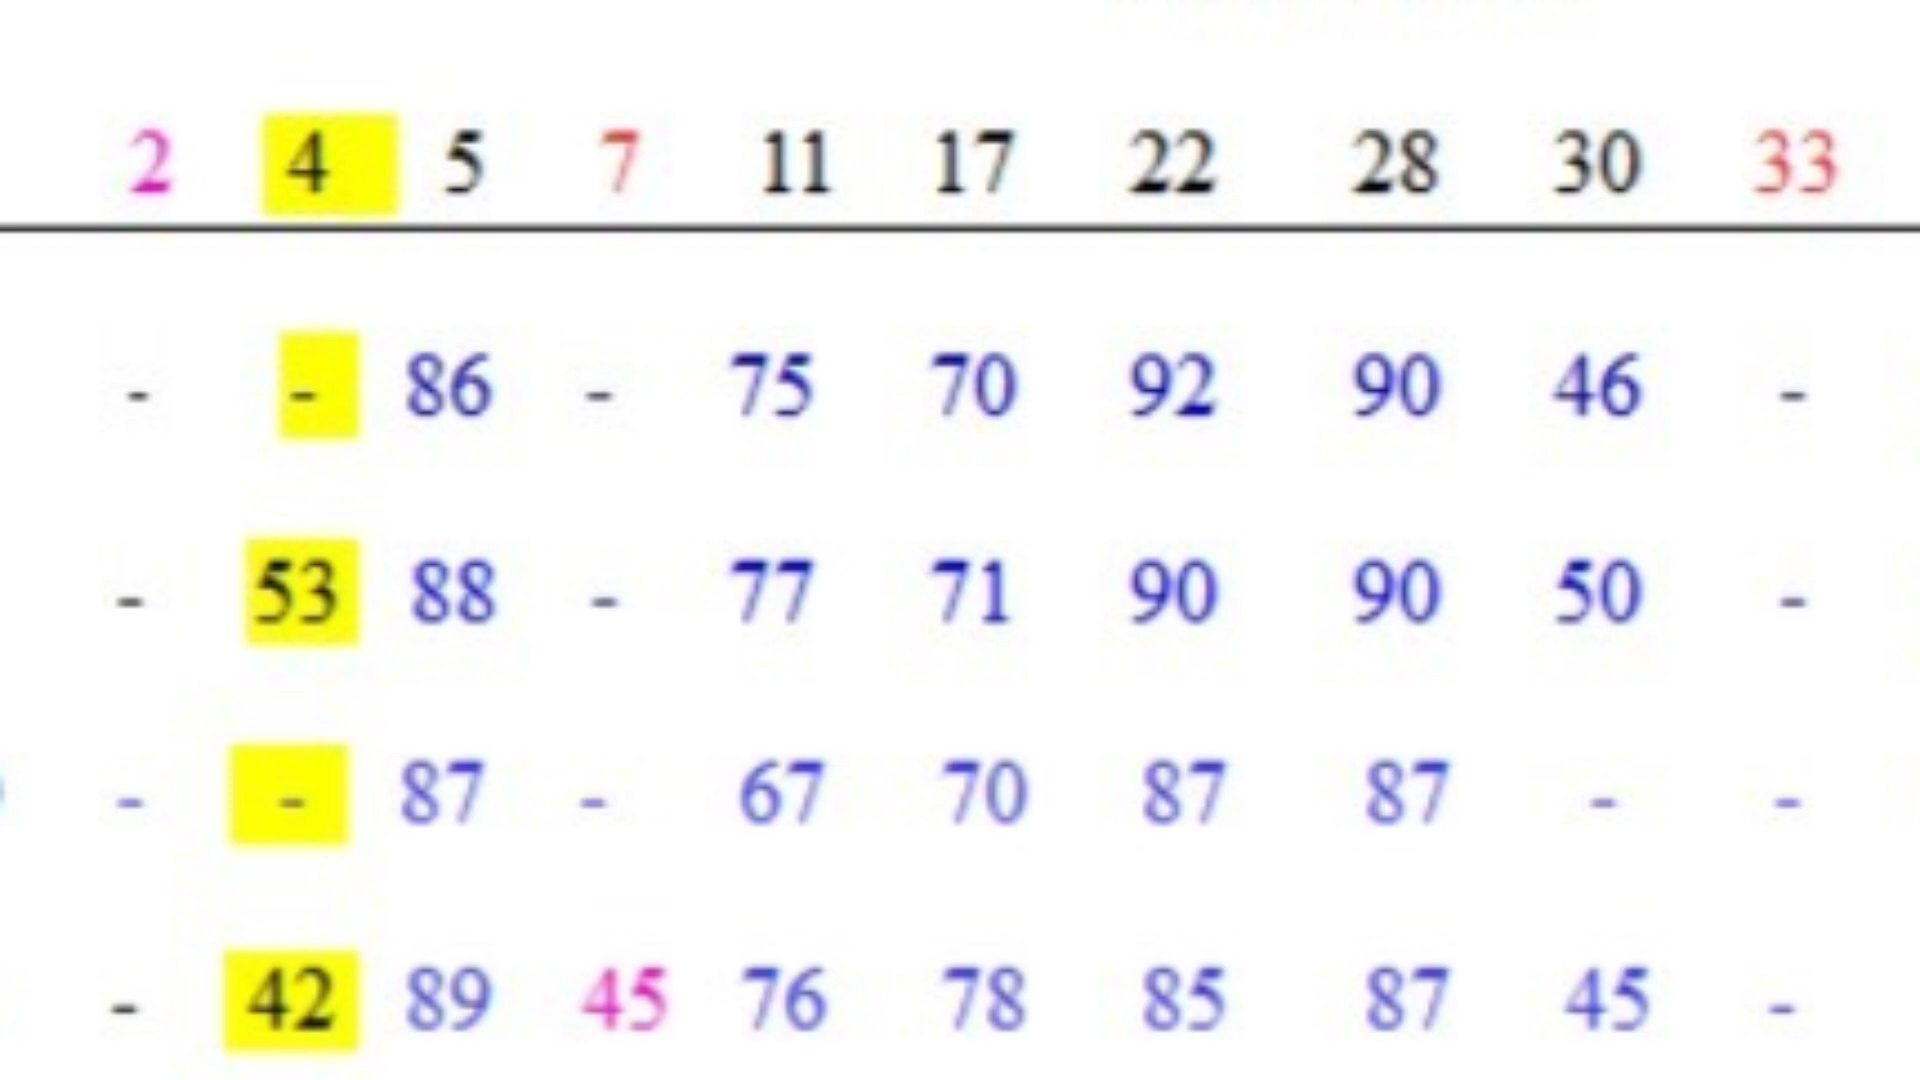 2 4 5 7 11 17 22 28 30 33
- - 86 - 75 70 92 90 46 -
- 53 88 - 77 71 90 90 50 -
- - 87 - 67 70 87 87 - -
- 42 89 45 76 78 85 87 45 -